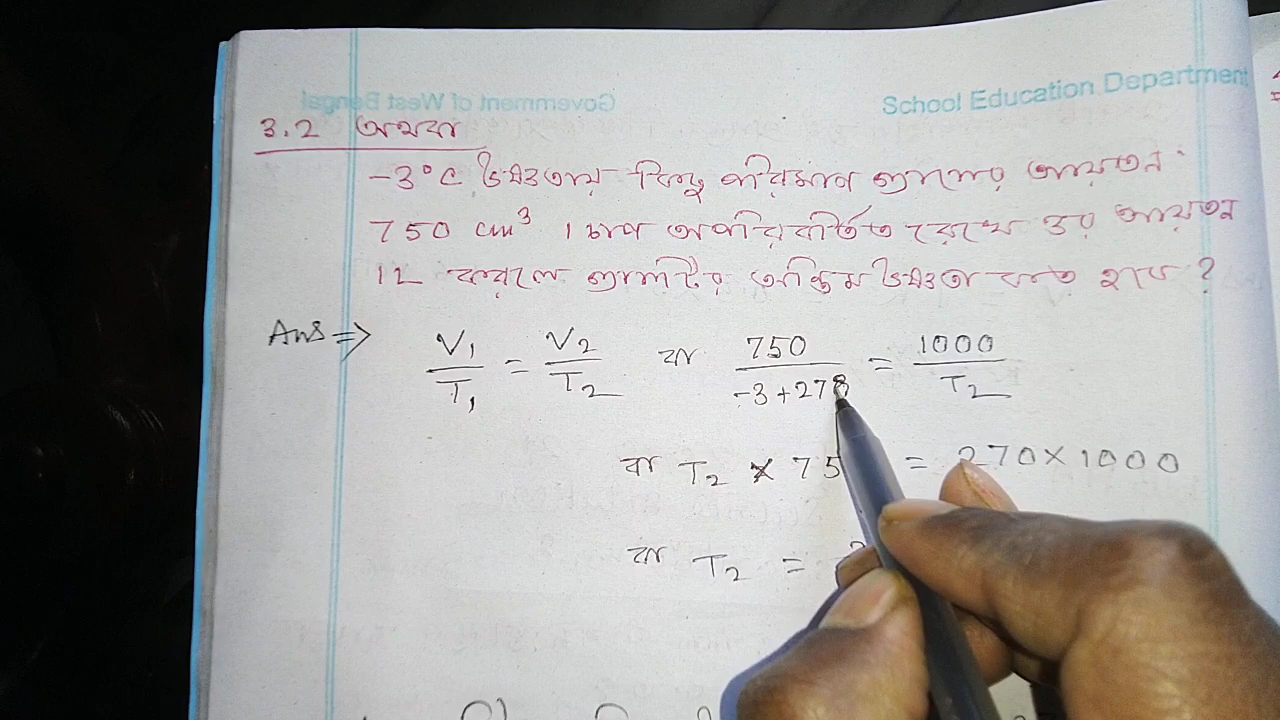 Government of West Bengal
School Education Department
3.2 অথবা
-3°C উষ্ণতায় কিছু পরিমাণ গ্যাসের আয়তন
750 cm³ । চাপ অপরিবর্তিত রেখে ওর আয়তন
1L করলে গ্যাসটির অন্তিম উষ্ণতা কত হবে ?
Ans ⇒ V₁/T₁ = V₂/T₂ বা 750/-3+273 = 1000/T₂
বা T₂ × 75 = 270×1000
বা T₂ =